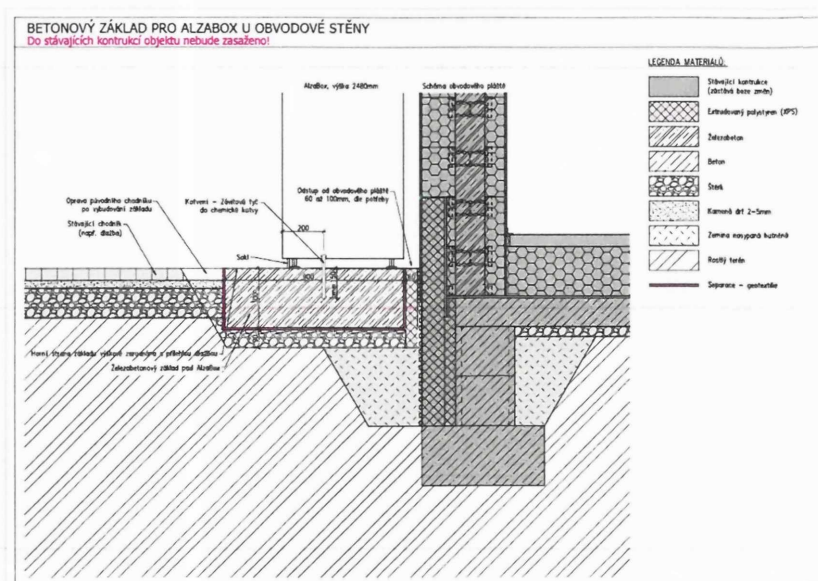 BETONOVÝ ZÁKLAD PRO ALZABOX U OBVODOVÉ STĚNY
Do stávajících kontrukcí objektu nebude zasaženo!
AlzaBox, výška 2480mm
Schéma obvodového pláště
Oprava původního chodníku
po vybudování základu
Stávající chodník
(např. dlažba)
Kotvení - Závitová tyč
do chemické kotvy
Odstup od obvodového pláště
60 až 100mm, dle potřeby
200
Sokl
800
Horní strana základu výškově zarovnána s přilehlou dlažbou
Železobetonový základ pod AlzaBox
LEGENDA MATERIÁLŮ:
Stávající kontrukce
(zůstává beze změn)
Extrudovaný polystyren (XPS)
Železobeton
Beton
Štěrk
Kamenná drť 2-5mm
Zemina nasypaná hutněná
Rostlý terén
Separace - geotextilie